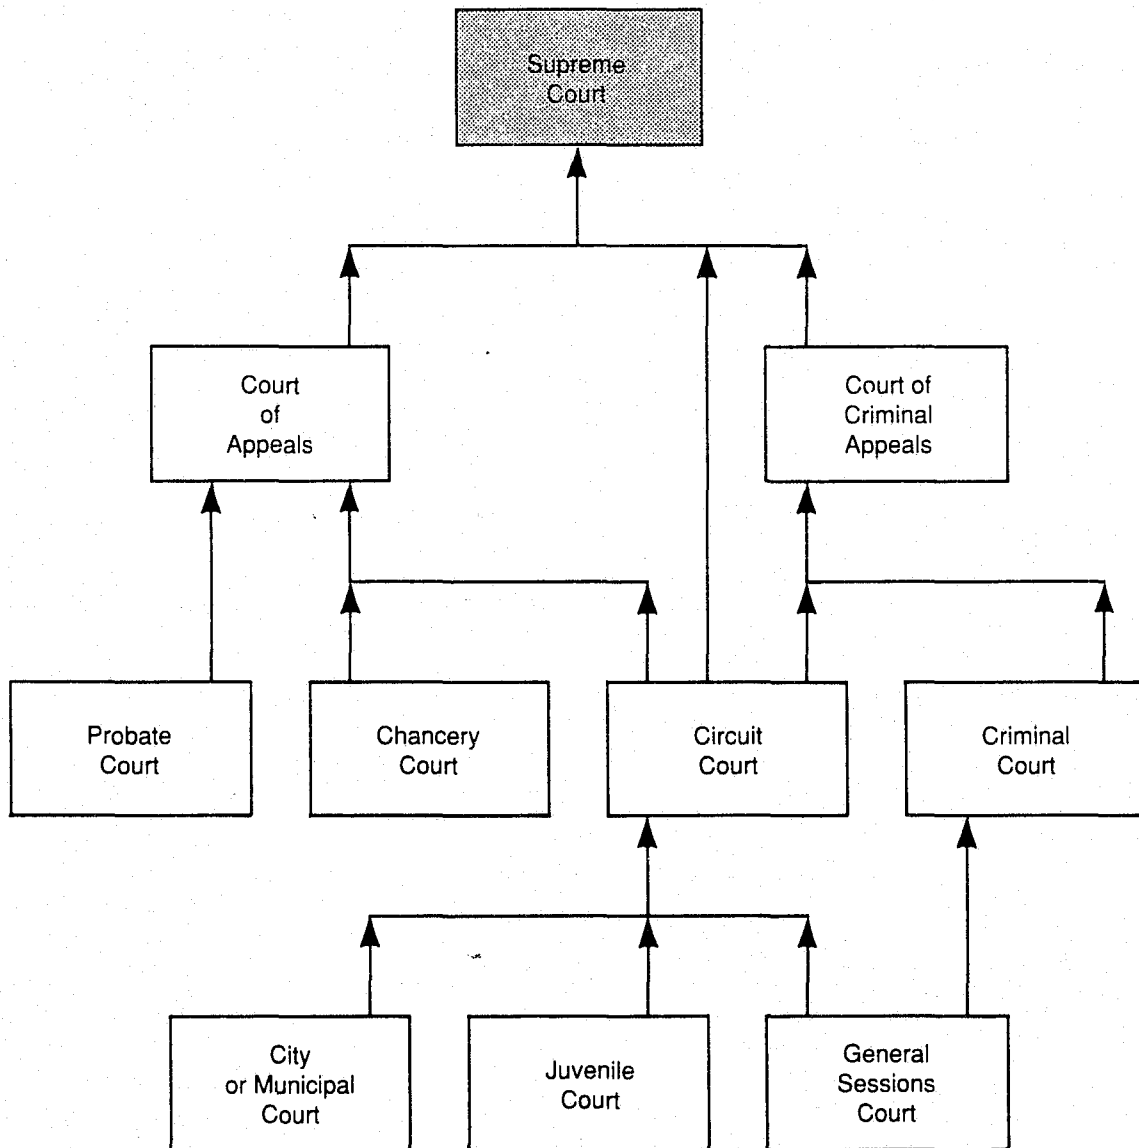 Supreme
Court
Court
of
Appeals
Court of
Criminal
Appeals
Probate
Court
Chancery
Court
Circuit
Court
Criminal
Court
City
or Municipal
Court
Juvenile
Court
General
Sessions
Court